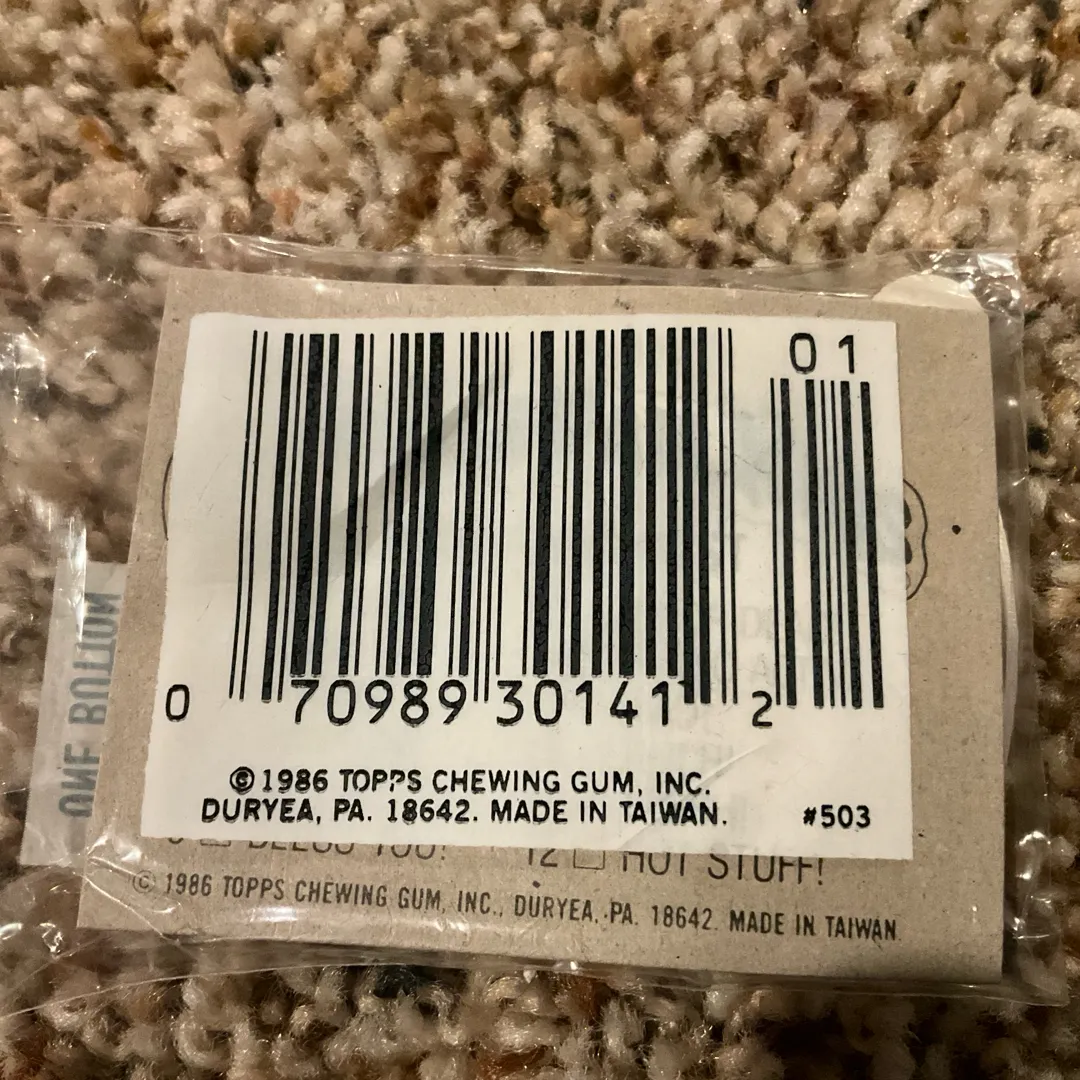 01
0 70989 30141 2
© 1986 TOPPS CHEWING GUM, INC.
DURYEA, PA. 18642. MADE IN TAIWAN. #503
YOU! 12 HOT STUFF!
© 1986 TOPPS CHEWING GUM, INC., DURYEA, PA. 18642. MADE IN TAIWAN
ONE BUTTON